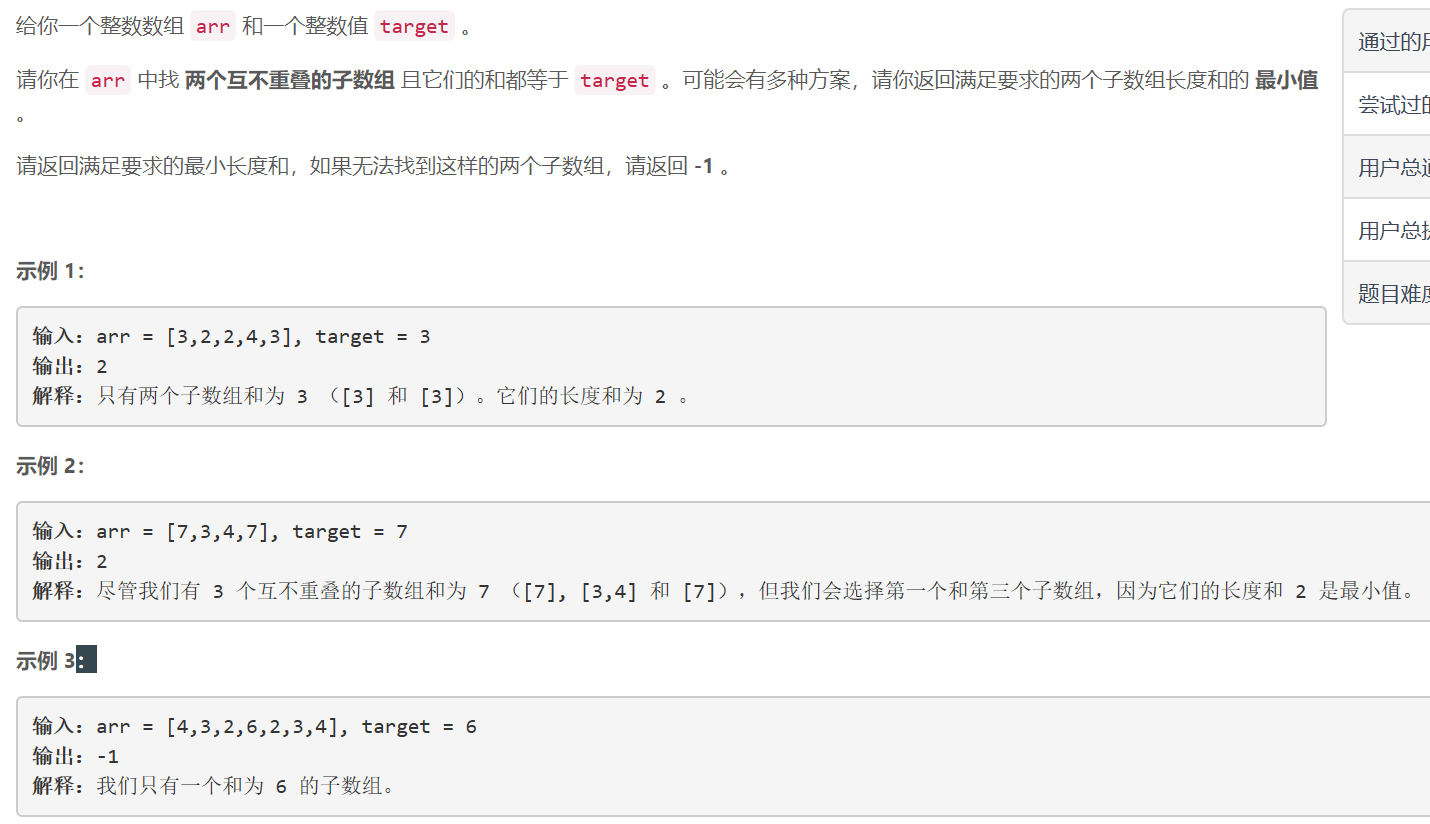 给你一个整数数组 arr 和一个整数值 target 。
请你在 arr 中找 两个互不重叠的子数组 且它们的和都等于 target 。可能会有多种方案，请你返回满足要求的两个子数组长度和的 最小值
。
请返回满足要求的最小长度和，如果无法找到这样的两个子数组，请返回 -1 。
示例 1：
输入：arr = [3,2,2,4,3], target = 3
输出：2
解释：只有两个子数组和为 3 （[3] 和 [3]）。它们的长度和为 2 。
示例 2：
输入：arr = [7,3,4,7], target = 7
输出：2
解释：尽管我们有 3 个互不重叠的子数组和为 7 （[7], [3,4] 和 [7]），但我们会选择第一个和第三个子数组，因为它们的长度和 2 是最小值。
示例 3：
输入：arr = [4,3,2,6,2,3,4], target = 6
输出：-1
解释：我们只有一个和为 6 的子数组。
通过的
尝试过的
用户总
用户总
题目难度